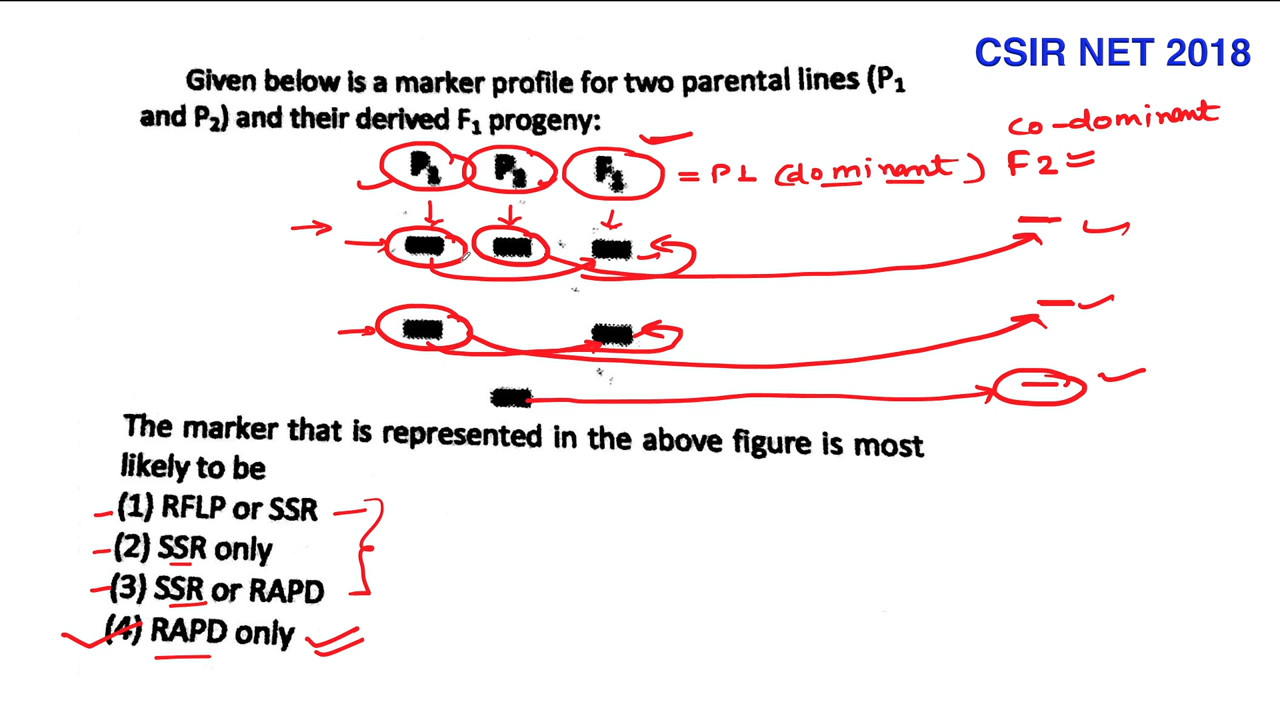 CSIR NET 2018
Given below is a marker profile for two parental lines (P₁
and P₂) and their derived F₁ progeny:
co-dominant
P₁ P₂ F₁ = P1 (dominant) F2 =
The marker that is represented in the above figure is most
likely to be
(1) RFLP or SSR
(2) SSR only
(3) SSR or RAPD
(4) RAPD only